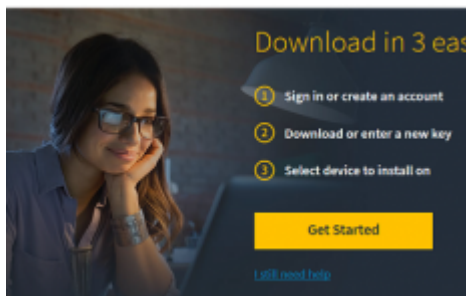 Download in 3 eas
1 Sign in or create an account
2 Download or enter a new key
3 Select device to install on
Get Started
I still need help